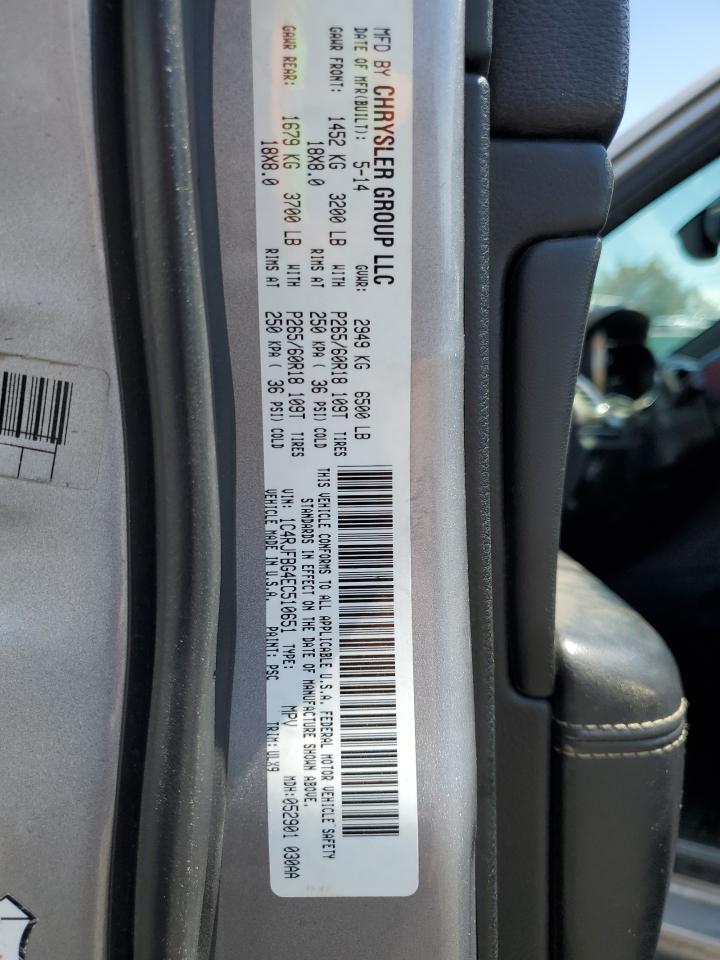 MFD BY CHRYSLER GROUP LLC
DATE OF MFR(BUILT): 5-14 GVWR: 2949 KG 6500 LB
GAWR FRONT: 1452 KG 3200 LB WITH P265/60R18 109T TIRES
18X8.0 RIMS AT 250 KPA ( 36 PSI) COLD
GAWR REAR: 1679 KG 3700 LB WITH P265/60R18 109T TIRES
18X8.0 RIMS AT 250 KPA ( 36 PSI) COLD
THIS VEHICLE CONFORMS TO ALL APPLICABLE U.S.A. FEDERAL MOTOR VEHICLE SAFETY
STANDARDS IN EFFECT ON THE DATE OF MANUFACTURE SHOWN ABOVE.
VIN: 1C4RJFBG4EC510651 TYPE: MPV MDH:052901 030AA
VEHICLE MADE IN U.S.A. PAINT: PSC TRIM:ULX9